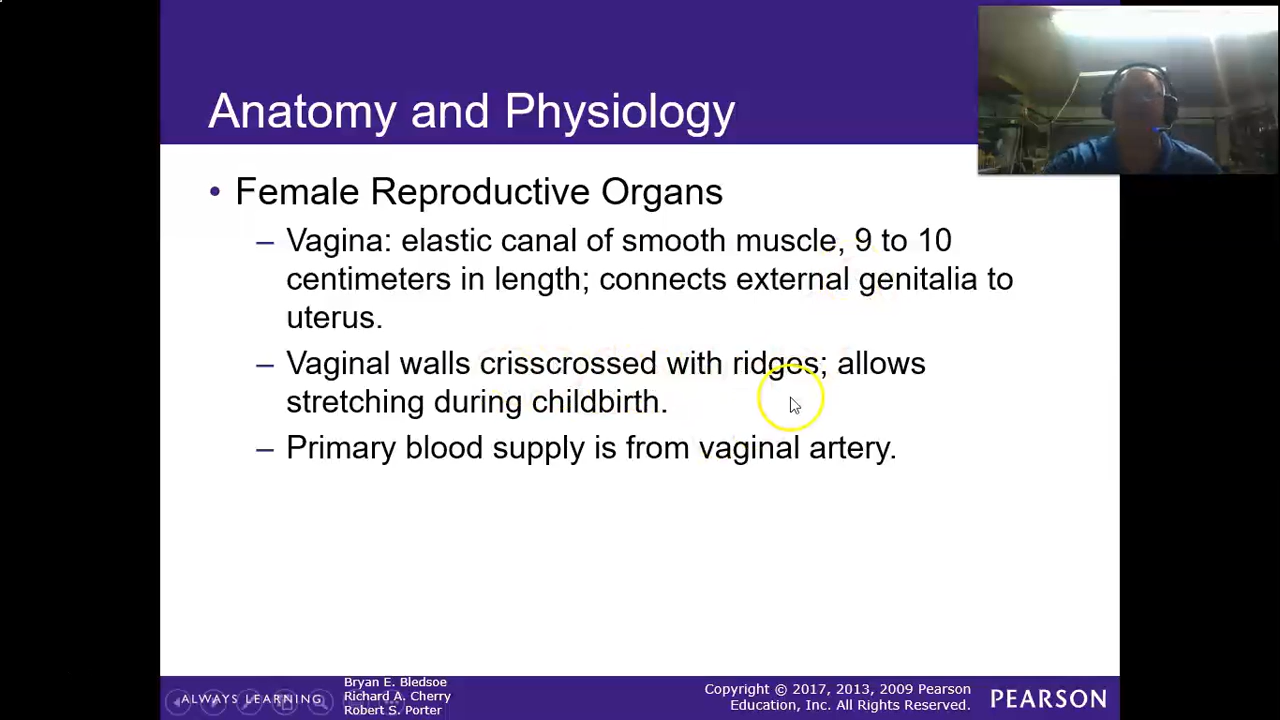 Anatomy and Physiology
• Female Reproductive Organs
– Vagina: elastic canal of smooth muscle, 9 to 10
centimeters in length; connects external genitalia to
uterus.
– Vaginal walls crisscrossed with ridges; allows
stretching during childbirth.
– Primary blood supply is from vaginal artery.
ALWAYS LEARNING
Bryan E. Bledsoe
Richard A. Cherry
Robert S. Porter
Copyright © 2017, 2013, 2009 Pearson
Education, Inc. All Rights Reserved.
PEARSON